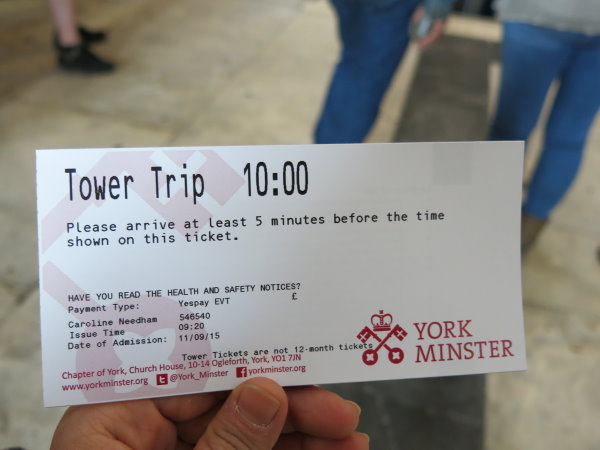 Tower Trip 10:00
Please arrive at least 5 minutes before the time
shown on this ticket.
HAVE YOU READ THE HEALTH AND SAFETY NOTICES?
Payment Type: Yespay EVT £
Caroline Needham 546540
Issue Time 09:20
Date of Admission: 11/09/15
Tower Tickets are not 12-month tickets
YORK
MINSTER
Chapter of York, Church House, 10-14 Ogleforth, York, YO1 7JN
www.yorkminster.org @York_Minster yorkminster.org